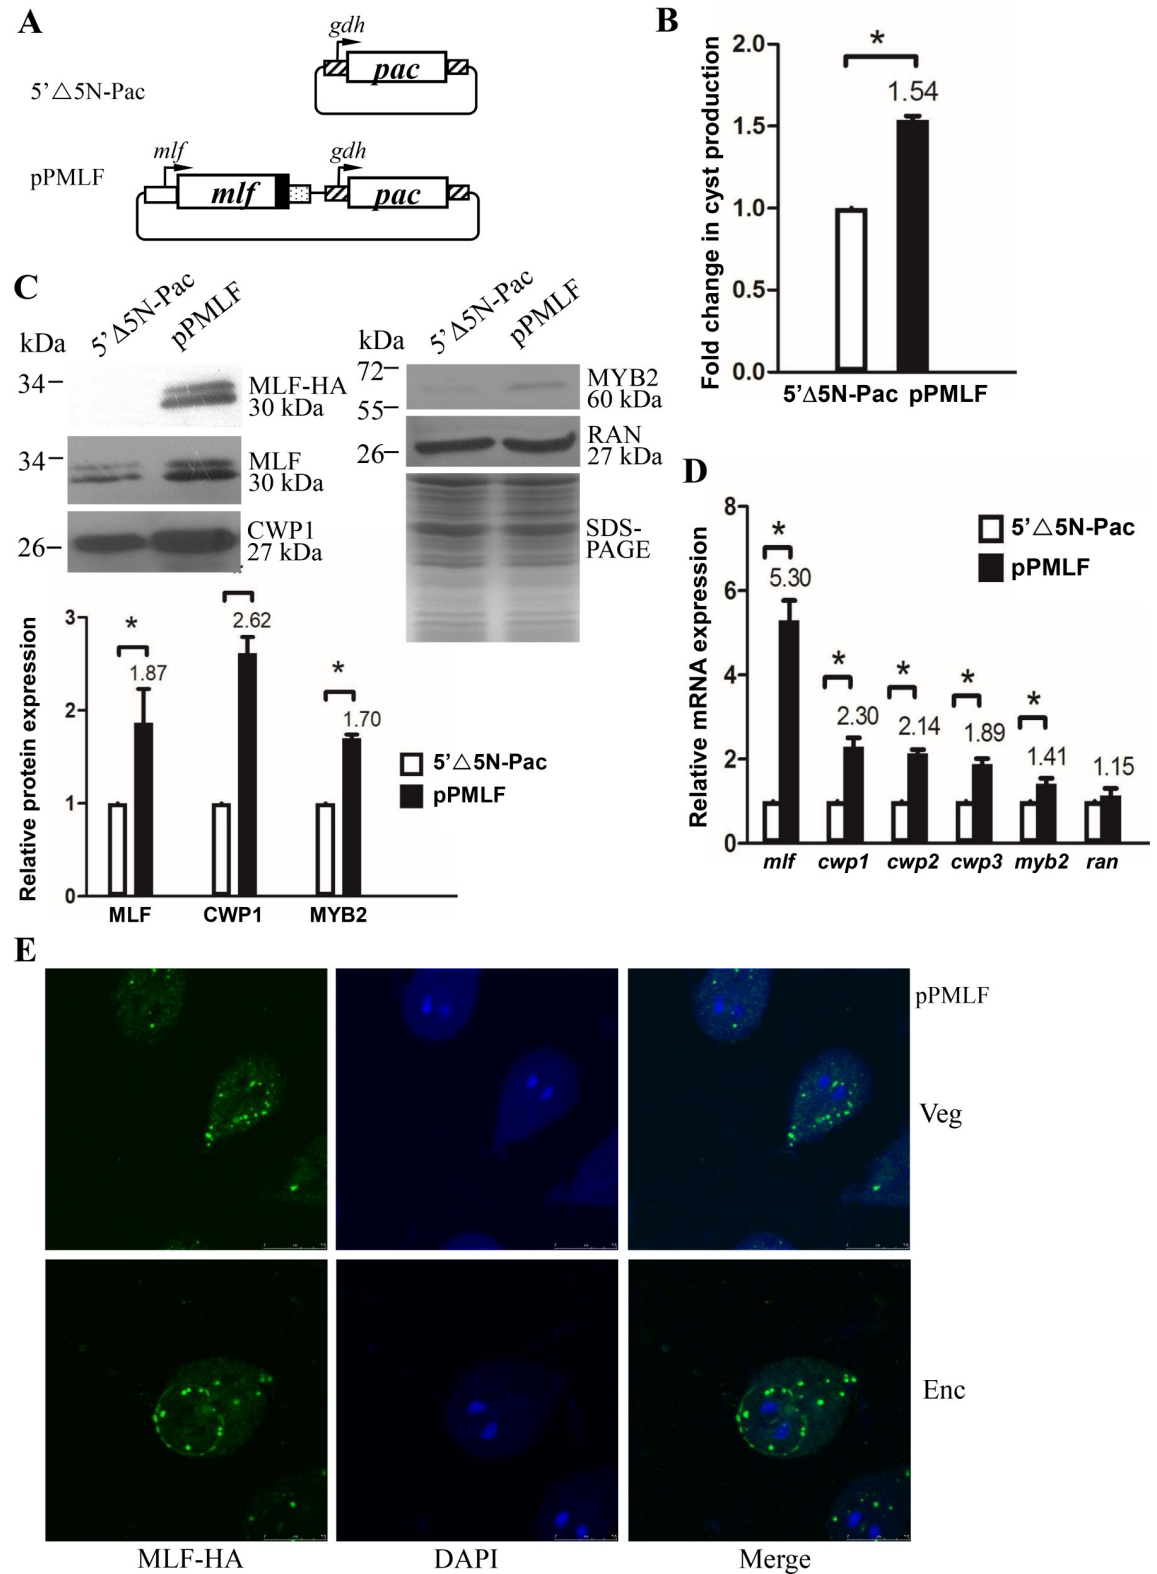 A
gdh
pac
5’△5N-Pac
mlf
gdh
pPMLF
mlf
pac
B
Fold change in cyst production
2.0
1.5
1.0
0.5
0.0
*
1.54
5’Δ5N-Pac pPMLF
C
kDa
5’Δ5N-Pac
pPMLF
34
MLF-HA
30 kDa
34
MLF
30 kDa
26
CWP1
27 kDa
kDa
5’Δ5N-Pac
pPMLF
72
MYB2
60 kDa
55
RAN
26
27 kDa
SDS-
PAGE
Relative protein expression
3
2
1
0
*
1.87
2.62
*
1.70
MLF
CWP1
MYB2
5’△5N-Pac
pPMLF
D
Relative mRNA expression
8
6
4
2
0
5’△5N-Pac
pPMLF
*
5.30
*
2.30
*
2.14
*
1.89
*
1.41
1.15
mlf
cwp1
cwp2
cwp3
myb2
ran
E
pPMLF
Veg
Enc
MLF-HA
DAPI
Merge